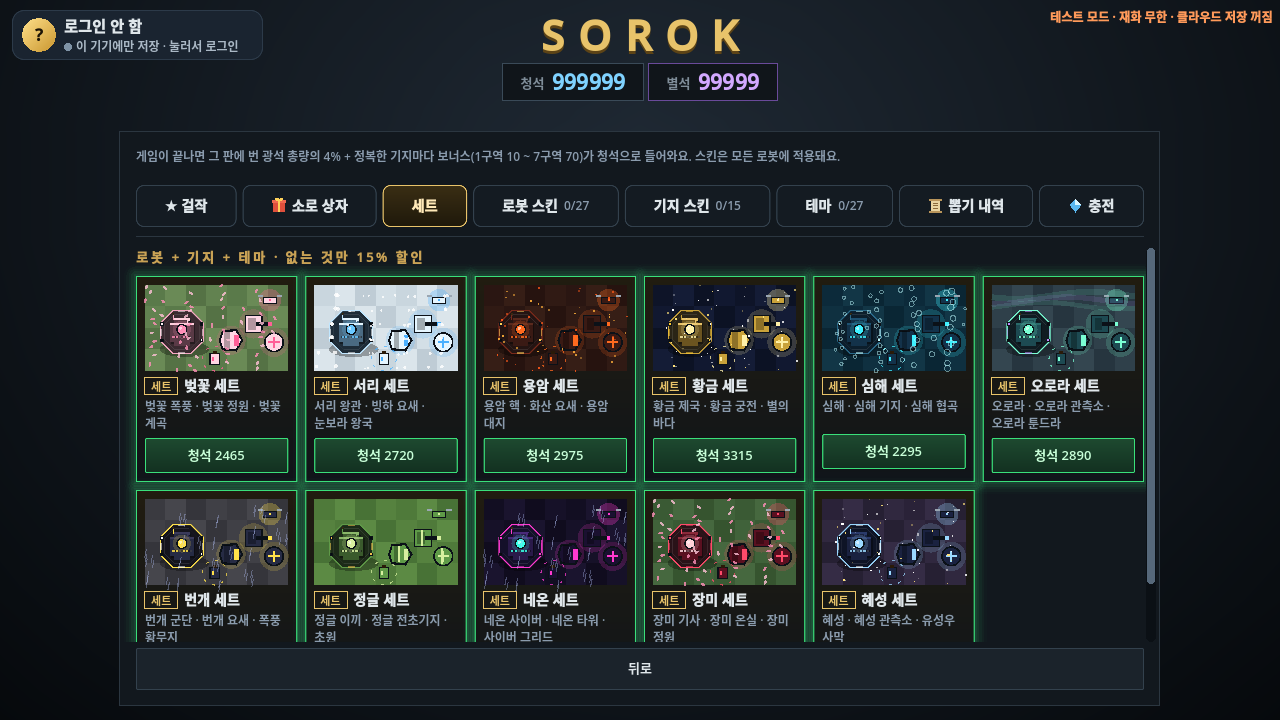 ?
로그인 안 함
이 기기에만 저장 · 눌러서 로그인
SOROK
테스트 모드 · 재화 무한 · 클라우드 저장 꺼짐
청석 999999
별석 99999
게임이 끝나면 그 판에 번 광석 총량의 4% + 정복한 기지마다 보너스(1구역 10 ~ 7구역 70)가 청석으로 들어와요. 스킨은 모든 로봇에 적용돼요.
★ 걸작
소로 상자
세트
로봇 스킨 0/27
기지 스킨 0/15
테마 0/27
뽑기 내역
충전
로봇 + 기지 + 테마 · 없는 것만 15% 할인
세트 벚꽃 세트
벚꽃 폭풍 · 벚꽃 정원 · 벚꽃
계곡
청석 2465
세트 서리 세트
서리 왕관 · 빙하 요새 ·
눈보라 왕국
청석 2720
세트 용암 세트
용암 핵 · 화산 요새 · 용암
대지
청석 2975
세트 황금 세트
황금 제국 · 황금 궁전 · 별의
바다
청석 3315
세트 심해 세트
심해 · 심해 기지 · 심해 협곡
청석 2295
세트 오로라 세트
오로라 · 오로라 관측소 ·
오로라 툰드라
청석 2890
세트 번개 세트
번개 군단 · 번개 요새 · 폭풍
황무지
세트 정글 세트
정글 이끼 · 정글 전초기지 ·
초원
세트 네온 세트
네온 사이버 · 네온 타워 ·
사이버 그리드
세트 장미 세트
장미 기사 · 장미 온실 · 장미
정원
세트 혜성 세트
혜성 · 혜성 관측소 · 유성우
사막
뒤로